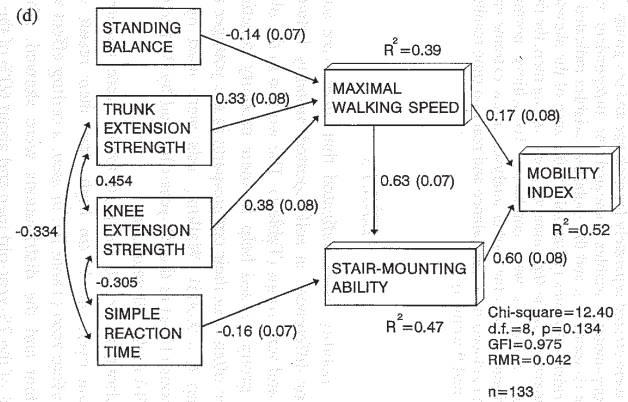 (d)
STANDING
BALANCE
-0.14 (0.07)
R²=0.39
MAXIMAL
WALKING SPEED
TRUNK
EXTENSION
STRENGTH
0.33 (0.08)
0.17 (0.08)
0.454
0.63 (0.07)
MOBILITY
INDEX
R²=0.52
-0.334
KNEE
EXTENSION
STRENGTH
0.38 (0.08)
-0.305
STAIR-MOUNTING
ABILITY
0.60 (0.08)
R²=0.47
SIMPLE
REACTION
TIME
-0.16 (0.07)
Chi-square=12.40
d.f.=8, p=0.134
GFI=0.975
RMR=0.042
n=133